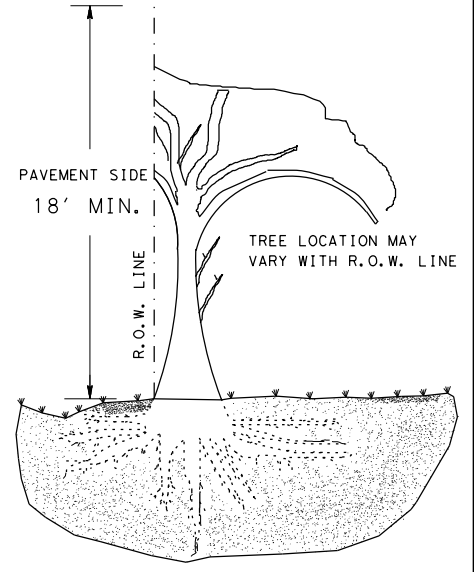 PAVEMENT SIDE
18' MIN.
R.O.W. LINE
TREE LOCATION MAY
VARY WITH R.O.W. LINE